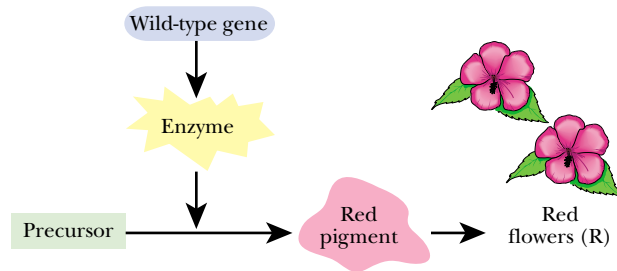 Wild-type gene
Enzyme
Precursor
Red
pigment
Red
flowers (R)